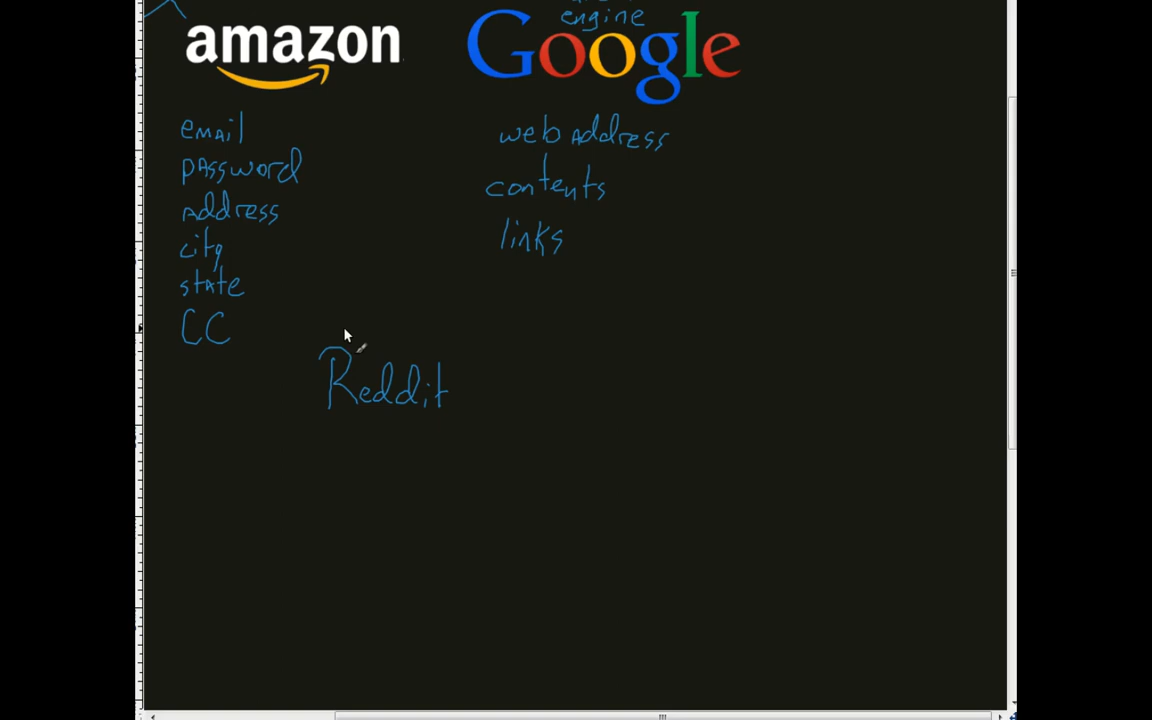 engine
amazon
Google
email
password
address
city
state
CC
web address
contents
links
Reddit